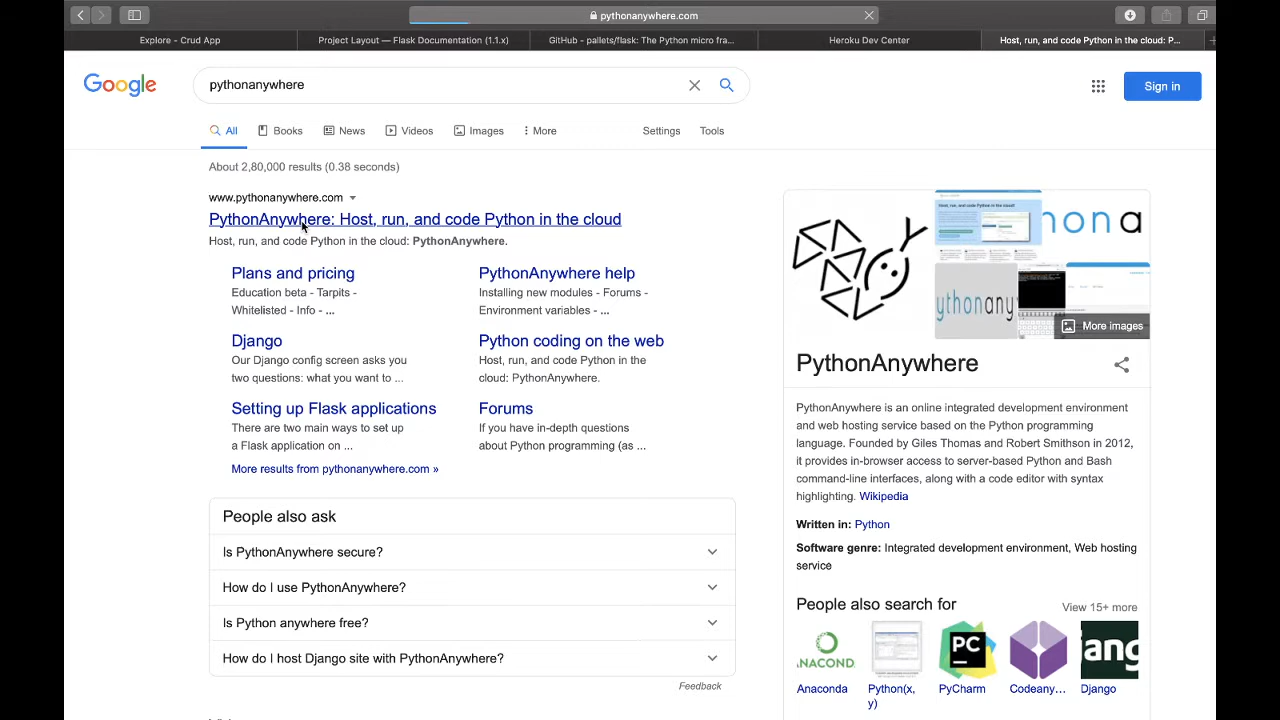 pythonanywhere.com
Explore - Crud App
Project Layout — Flask Documentation (1.1.x)
GitHub - pallets/flask: The Python micro fra...
Heroku Dev Center
Host, run, and code Python in the cloud: P...
Google
pythonanywhere
Sign in
All
Books
News
Videos
Images
More
Settings
Tools
About 2,80,000 results (0.38 seconds)
www.pythonanywhere.com
PythonAnywhere: Host, run, and code Python in the cloud
Host, run, and code Python in the cloud: PythonAnywhere.
Plans and pricing
Education beta - Tarpits -
Whitelisted - Info - ...
PythonAnywhere help
Installing new modules - Forums -
Environment variables - ...
Django
Our Django config screen asks you
two questions: what you want to ...
Python coding on the web
Host, run, and code Python in the
cloud: PythonAnywhere.
Setting up Flask applications
There are two main ways to set up
a Flask application on ...
Forums
If you have in-depth questions
about Python programming (as ...
More results from pythonanywhere.com »
People also ask
Is PythonAnywhere secure?
How do I use PythonAnywhere?
Is Python anywhere free?
How do I host Django site with PythonAnywhere?
Feedback
hon a
ythonany
More images
PythonAnywhere
PythonAnywhere is an online integrated development environment
and web hosting service based on the Python programming
language. Founded by Giles Thomas and Robert Smithson in 2012,
it provides in-browser access to server-based Python and Bash
command-line interfaces, along with a code editor with syntax
highlighting. Wikipedia
Written in: Python
Software genre: Integrated development environment, Web hosting
service
People also search for
View 15+ more
ANACOND
PC
ang
Anaconda
Python(x,
y)
PyCharm
Codeany...
Django